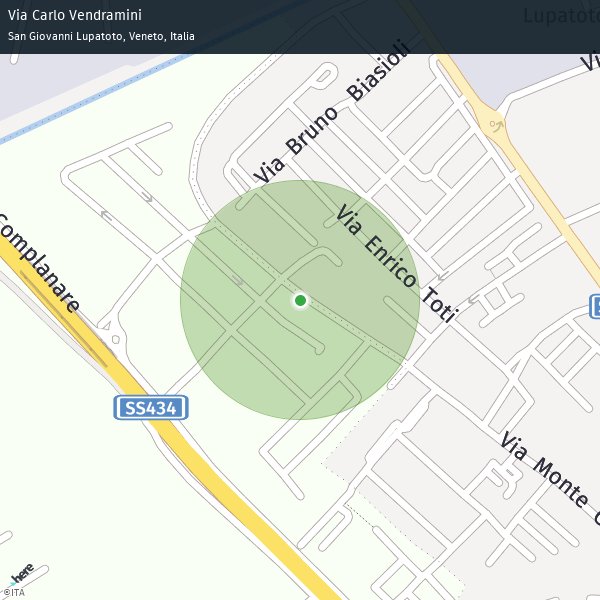 Via Carlo Vendramini
San Giovanni Lupatoto, Veneto, Italia
Lupatoto
Via Bruno Biasioli
Via Enrico Toti
Complanare
SS434
Via Monte
here
©ITA